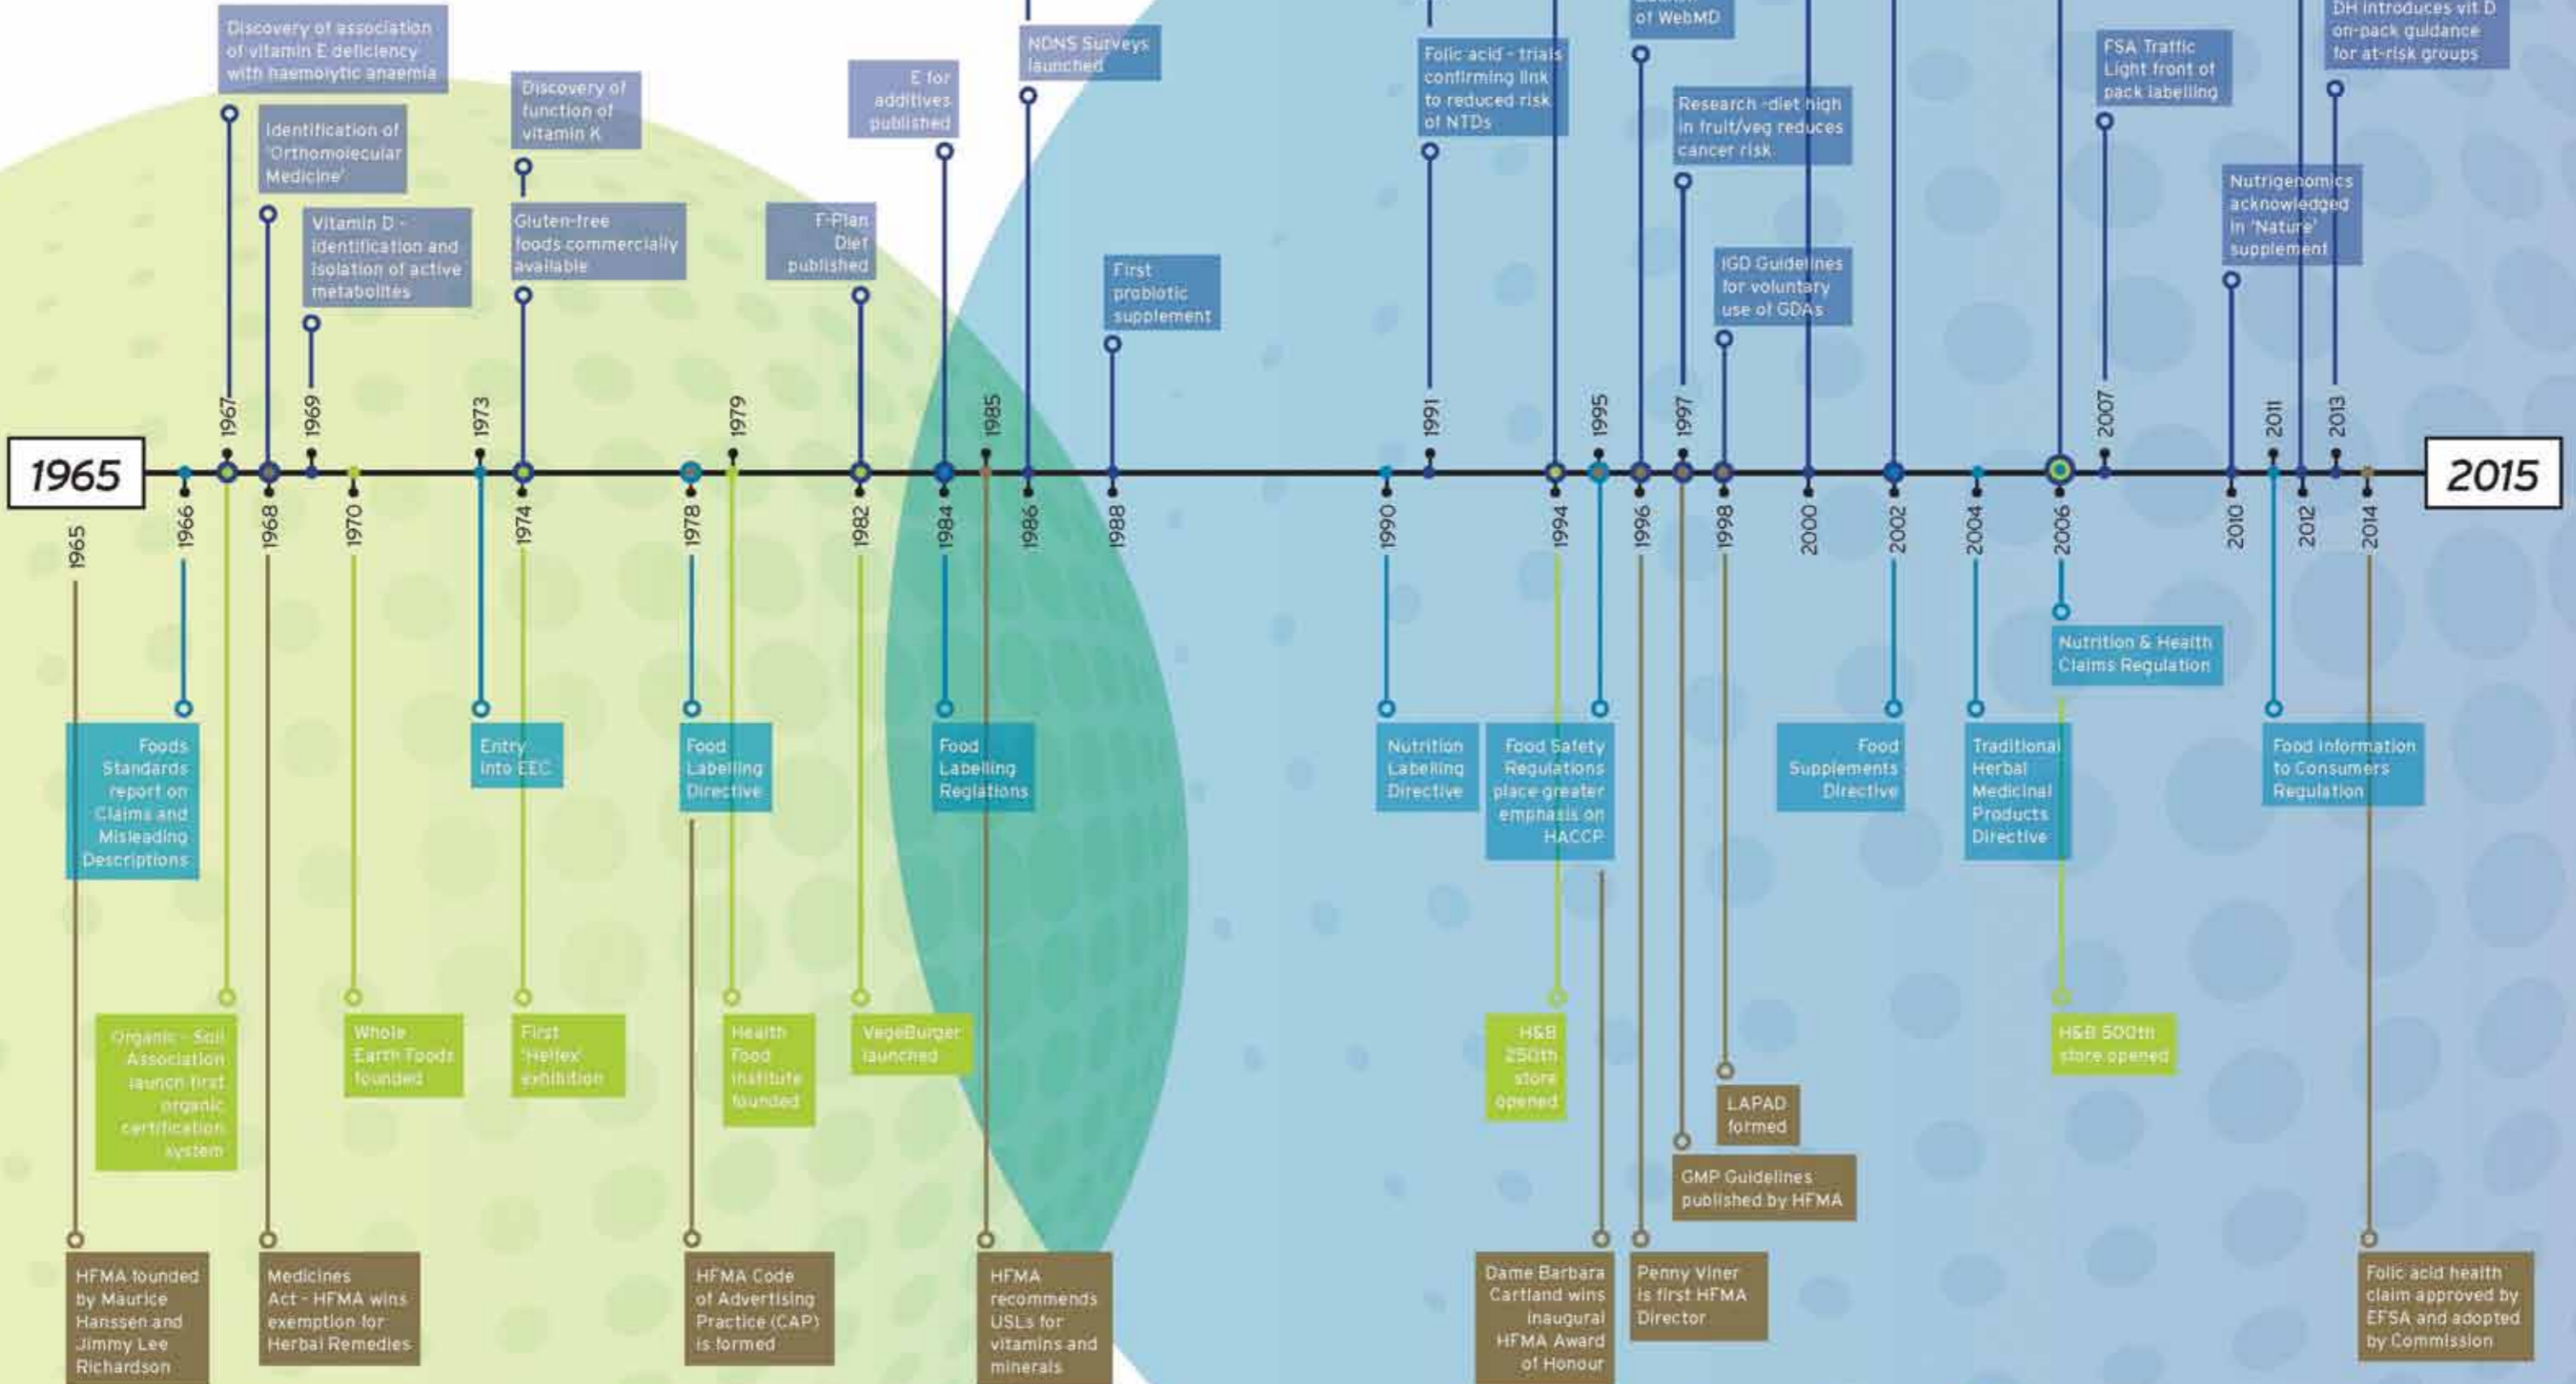 Discovery of association
of vitamin E deficiency
with haemolytic anaemia
Identification of
'Orthomolecular
Medicine'
Vitamin D -
identification and
isolation of active
metabolites
Discovery of
function of
vitamin K
Gluten-free
foods commercially
available
F-Plan
Diet
published
E for
additives
published
NDNS Surveys
launched
First
probiotic
supplement
Folic acid - trials
confirming link
to reduced risk
of NTDs
of WebMD
Research -diet high
in fruit/veg reduces
cancer risk
IGD Guidelines
for voluntary
use of GDAs
FSA Traffic
Light front of
pack labelling
Nutrigenomics
acknowledged
in 'Nature'
supplement
DH introduces vit D
on-pack guidance
for at-risk groups
1967
1969
1973
1979
1985
1991
1995
1997
2007
2011
2013
1965
2015
1965
1966
1968
1970
1974
1978
1982
1984
1986
1988
1990
1994
1996
1998
2000
2002
2004
2006
2010
2012
2014
Foods
Standards
report on
Claims and
Misleading
Descriptions
Entry
into EEC
Food
Labelling
Directive
Food
Labelling
Reglations
Nutrition
Labelling
Directive
Food Safety
Regulations
place greater
emphasis on
HACCP
Food
Supplements
Directive
Traditional
Herbal
Medicinal
Products
Directive
Nutrition & Health
Claims Regulation
Food Information
to Consumers
Regulation
Organic - Soil
Association
launch first
organic
certification
system
Whole
Earth Foods
founded
First
'Helfex'
exhibition
Health
Food
Institute
founded
VegeBurger
launched
H&B
250th
store
opened
H&B 500th
store opened
LAPAD
formed
GMP Guidelines
published by HFMA
HFMA founded
by Maurice
Hanssen and
Jimmy Lee
Richardson
Medicines
Act - HFMA wins
exemption for
Herbal Remedies
HFMA Code
of Advertising
Practice (CAP)
is formed
HFMA
recommends
USLs for
vitamins and
minerals
Dame Barbara
Cartland wins
inaugural
HFMA Award
of Honour
Penny Viner
is first HFMA
Director
Folic acid health
claim approved by
EFSA and adopted
by Commission